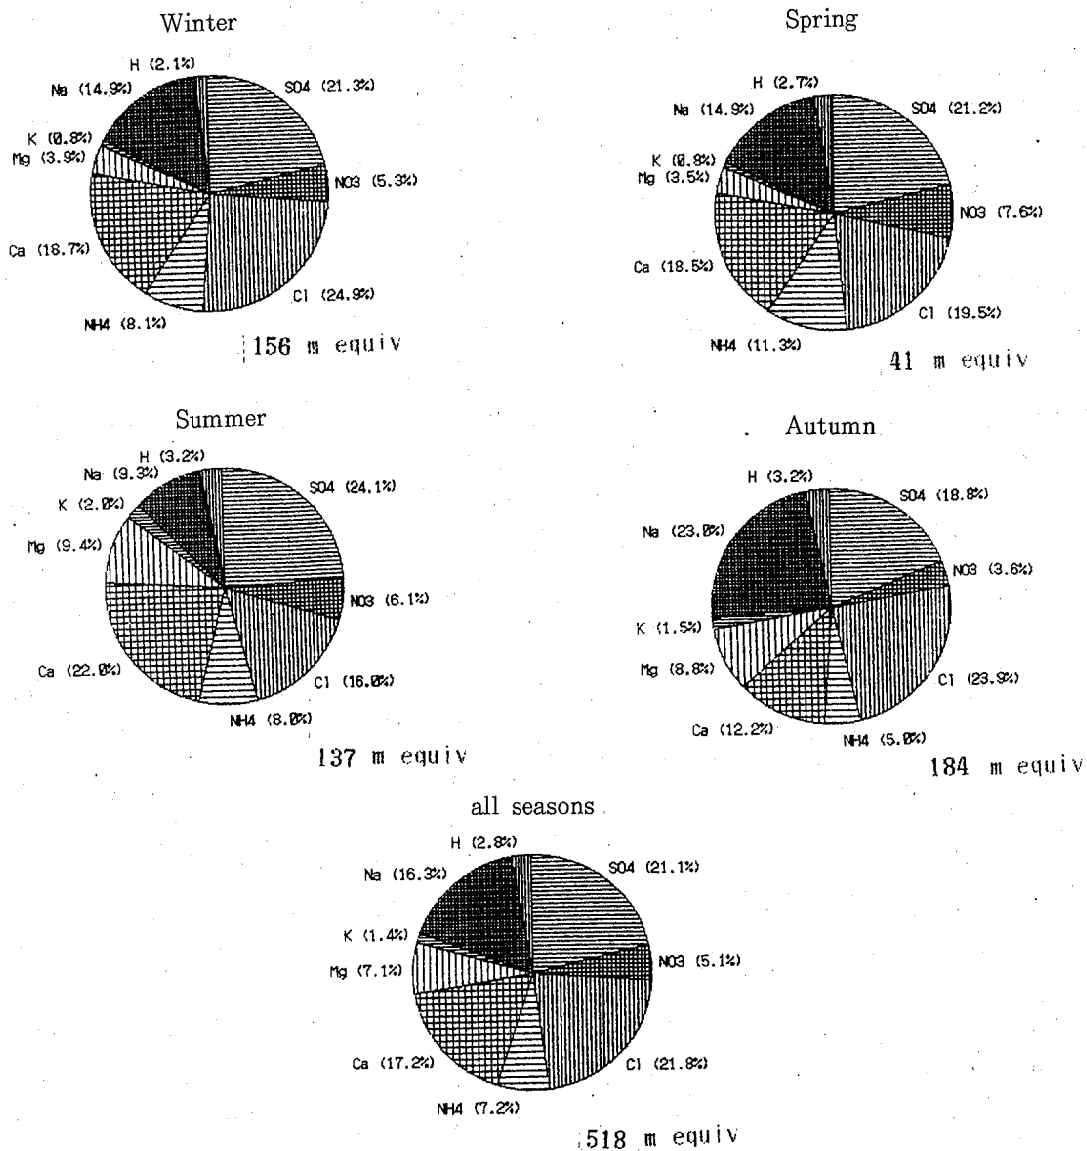 Winter
H (2.1%)
SO4 (21.3%)
Na (14.9%)
K (0.8%)
Mg (3.9%)
NO3 (5.3%)
Ca (18.7%)
Cl (24.9%)
NH4 (8.1%)
156 m equiv
Spring
H (2.7%)
SO4 (21.2%)
Na (14.9%)
K (0.8%)
Mg (3.5%)
NO3 (7.6%)
Ca (18.5%)
Cl (19.5%)
NH4 (11.3%)
41 m equiv
Summer
H (3.2%)
Na (9.3%)
SO4 (24.1%)
K (2.0%)
Mg (9.4%)
NO3 (6.1%)
Ca (22.0%)
Cl (16.0%)
NH4 (8.0%)
137 m equiv
Autumn
H (3.2%)
SO4 (18.8%)
Na (23.0%)
NO3 (3.6%)
K (1.5%)
Mg (8.8%)
Cl (23.9%)
Ca (12.2%)
NH4 (5.0%)
184 m equiv
all seasons
H (2.8%)
SO4 (21.1%)
Na (16.3%)
K (1.4%)
NO3 (5.1%)
Mg (7.1%)
Ca (17.2%)
Cl (21.8%)
NH4 (7.2%)
518 m equiv